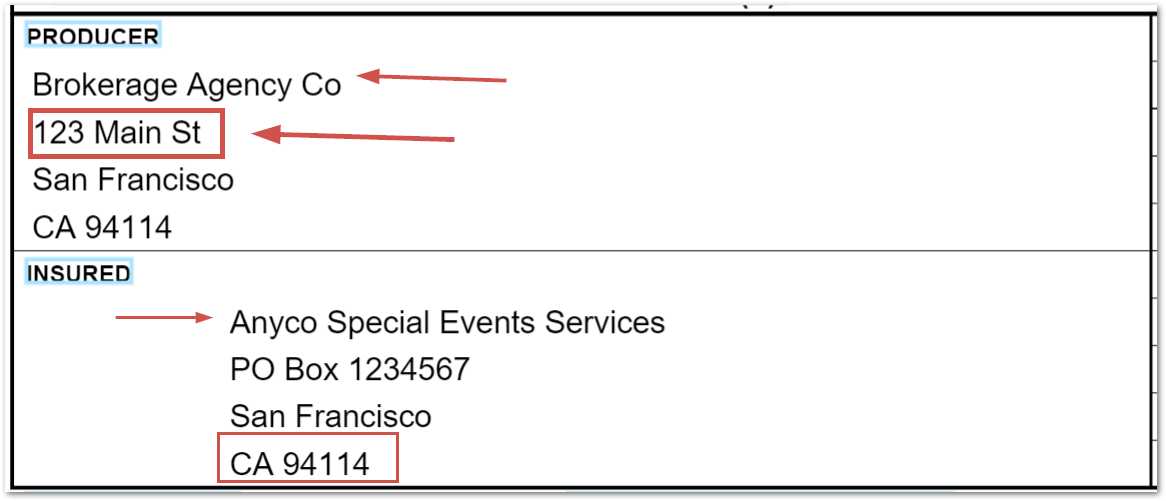 PRODUCER
Brokerage Agency Co
123 Main St
San Francisco
CA 94114
INSURED
Anyco Special Events Services
PO Box 1234567
San Francisco
CA 94114